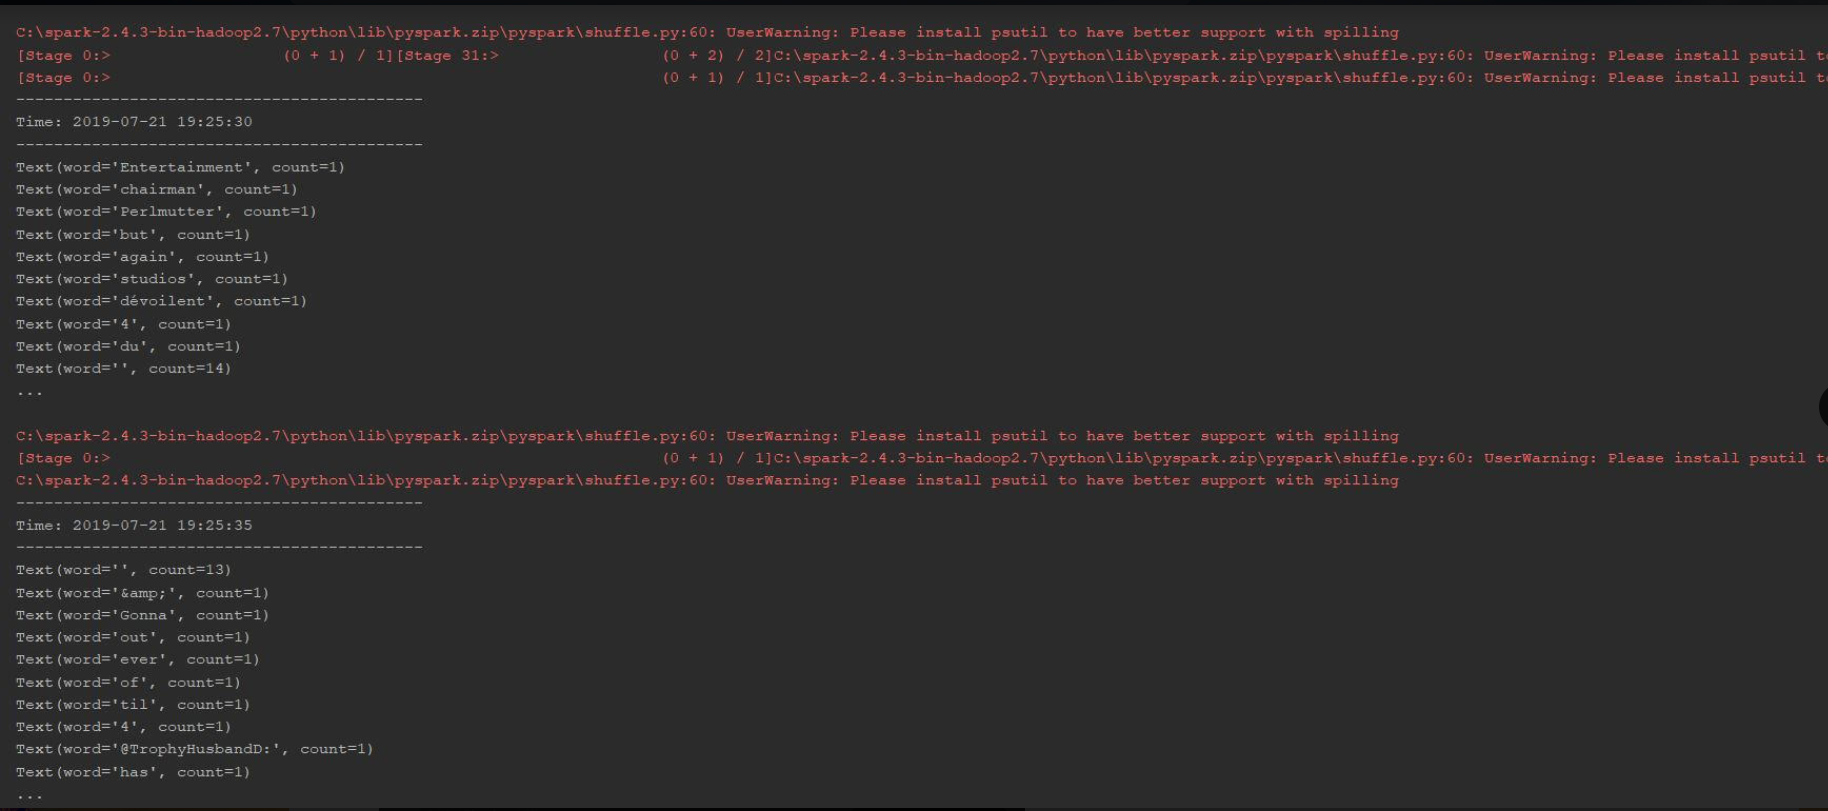 C:\spark-2.4.3-bin-hadoop2.7\python\lib\pyspark.zip\pyspark\shuffle.py:60: UserWarning: Please install psutil to have better support with spilling
[Stage 0:>                  (0 + 1) / 1][Stage 31:>                 (0 + 2) / 2]C:\spark-2.4.3-bin-hadoop2.7\python\lib\pyspark.zip\pyspark\shuffle.py:60: UserWarning: Please install psutil t
[Stage 0:>                                                          (0 + 1) / 1]C:\spark-2.4.3-bin-hadoop2.7\python\lib\pyspark.zip\pyspark\shuffle.py:60: UserWarning: Please install psutil t
-------------------------------------------
Time: 2019-07-21 19:25:30
-------------------------------------------
Text(word='Entertainment', count=1)
Text(word='chairman', count=1)
Text(word='Perlmutter', count=1)
Text(word='but', count=1)
Text(word='again', count=1)
Text(word='studios', count=1)
Text(word='dévoilent', count=1)
Text(word='4', count=1)
Text(word='du', count=1)
Text(word='', count=14)
...
C:\spark-2.4.3-bin-hadoop2.7\python\lib\pyspark.zip\pyspark\shuffle.py:60: UserWarning: Please install psutil to have better support with spilling
[Stage 0:>                                                          (0 + 1) / 1]C:\spark-2.4.3-bin-hadoop2.7\python\lib\pyspark.zip\pyspark\shuffle.py:60: UserWarning: Please install psutil t
C:\spark-2.4.3-bin-hadoop2.7\python\lib\pyspark.zip\pyspark\shuffle.py:60: UserWarning: Please install psutil to have better support with spilling
-------------------------------------------
Time: 2019-07-21 19:25:35
-------------------------------------------
Text(word='', count=13)
Text(word='&amp;', count=1)
Text(word='Gonna', count=1)
Text(word='out', count=1)
Text(word='ever', count=1)
Text(word='of', count=1)
Text(word='til', count=1)
Text(word='4', count=1)
Text(word='@TrophyHusbandD:', count=1)
Text(word='has', count=1)
...